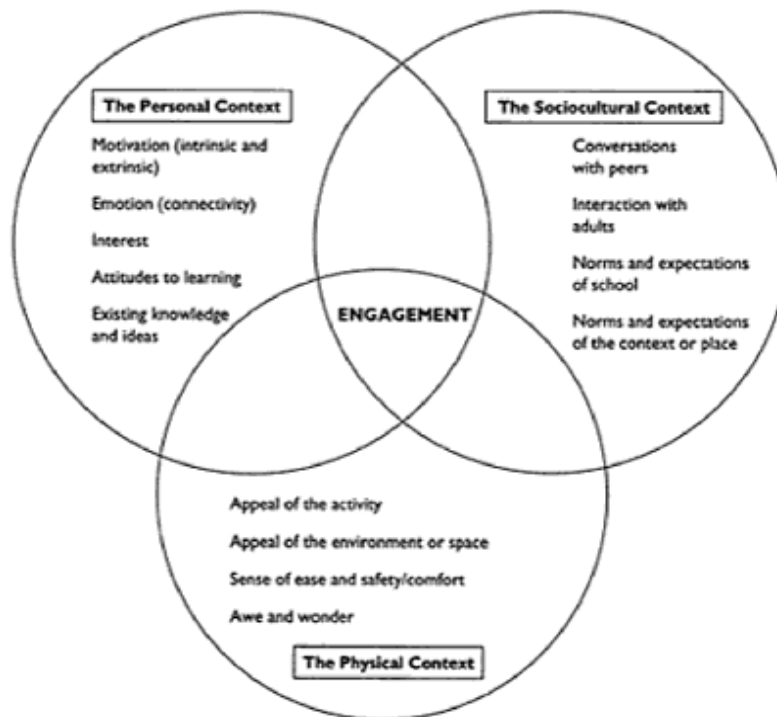 The Personal Context
Motivation (intrinsic and
extrinsic)
Emotion (connectivity)
Interest
Attitudes to learning
Existing knowledge
and ideas
The Sociocultural Context
Conversations
with peers
Interaction with
adults
Norms and expectations
of school
Norms and expectations
of the context or place
ENGAGEMENT
Appeal of the activity
Appeal of the environment or space
Sense of ease and safety/comfort
Awe and wonder
The Physical Context